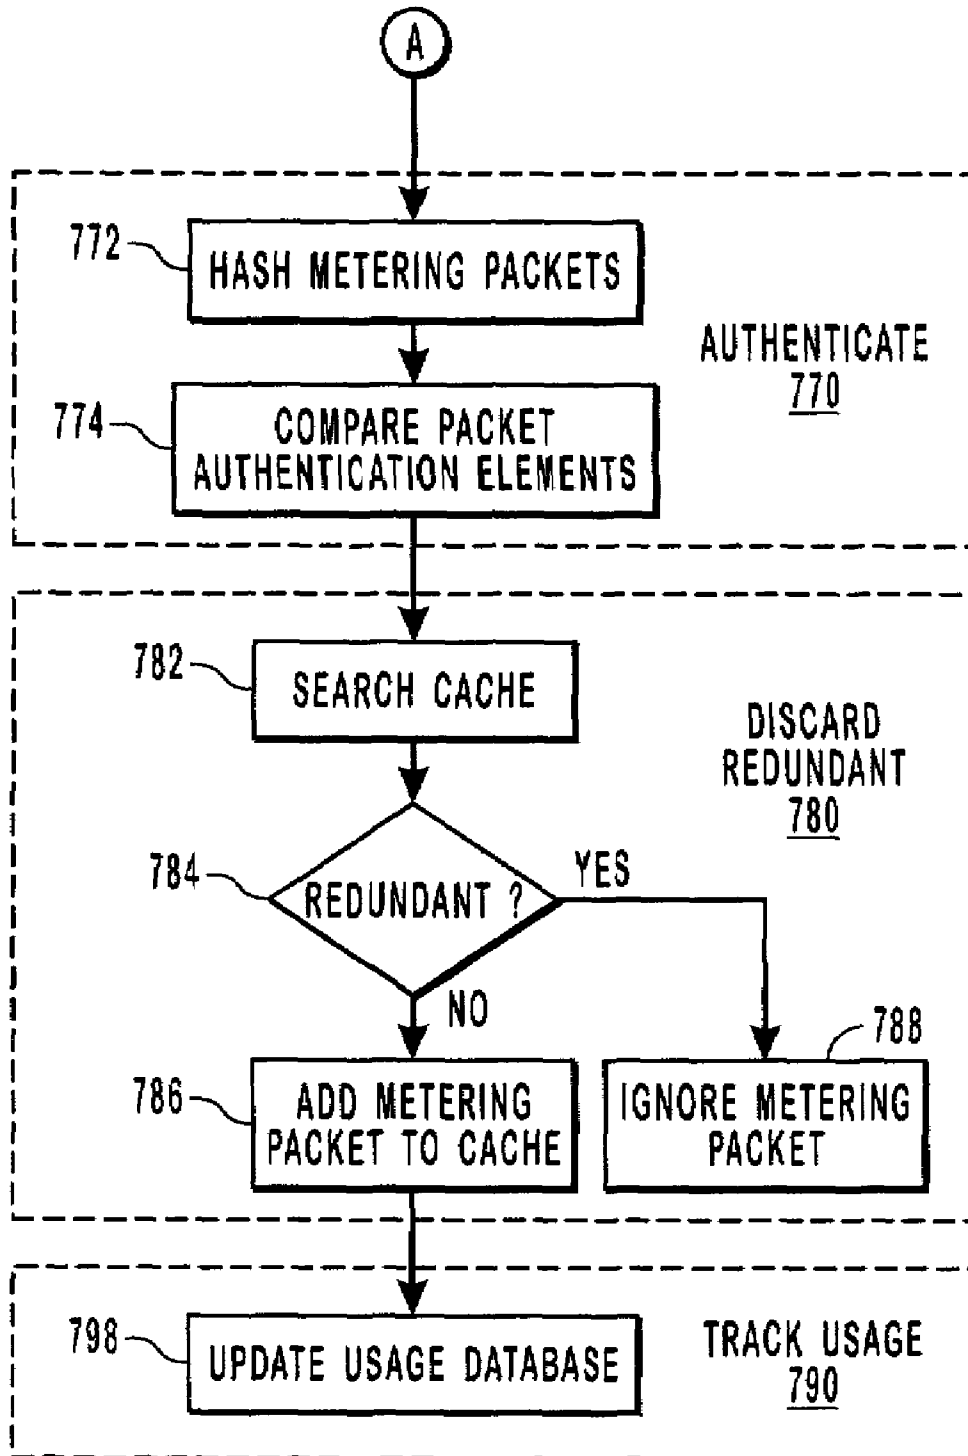 A
772
HASH METERING PACKETS
AUTHENTICATE
770
774
COMPARE PACKET
AUTHENTICATION ELEMENTS
782
SEARCH CACHE
DISCARD
REDUNDANT
780
784
REDUNDANT ?
YES
NO
788
786
ADD METERING
PACKET TO CACHE
IGNORE METERING
PACKET
798
UPDATE USAGE DATABASE
TRACK USAGE
790